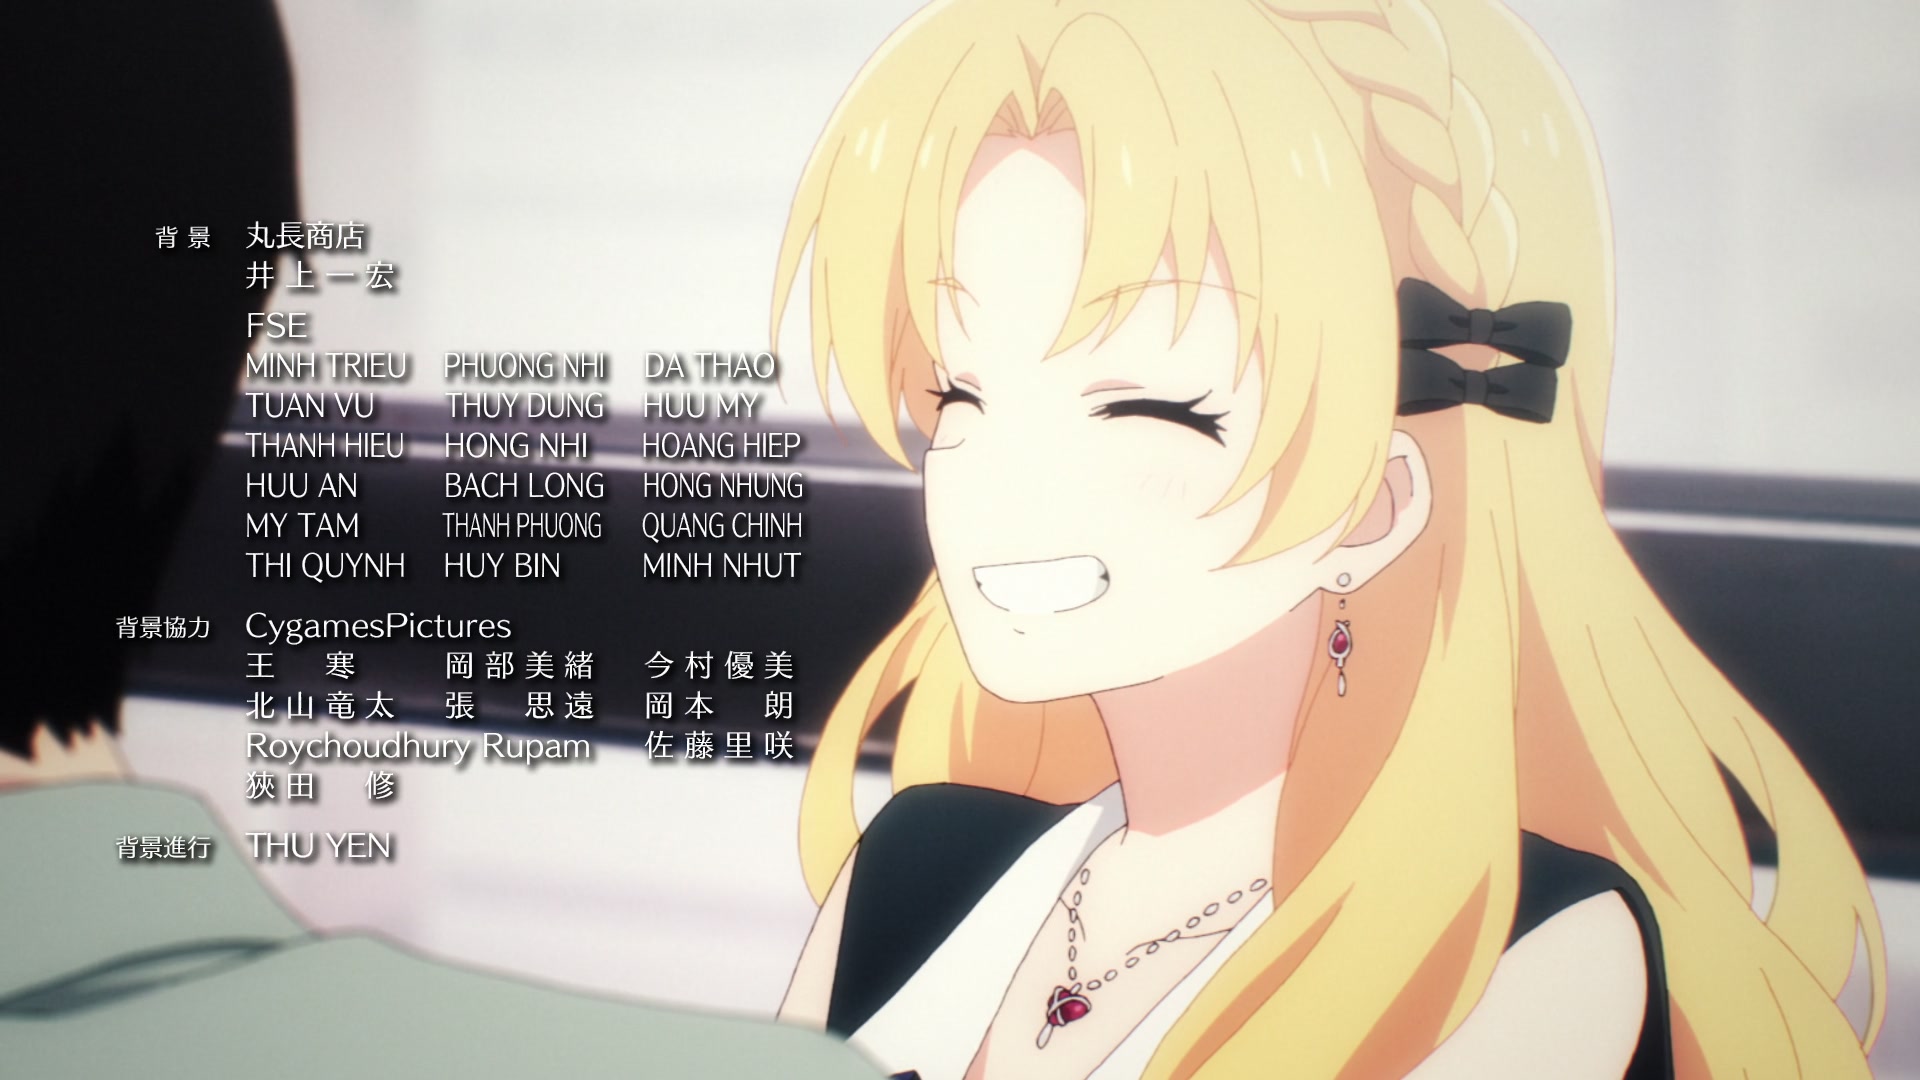 背景 丸長商店
井上一宏
FSE
MINH TRIEU PHUONG NHI DA THAO
TUAN VU THUY DUNG HUU MY
THANH HIEU HONG NHI HOANG HIEP
HUU AN BACH LONG HONG NHUNG
MY TAM THANH PHUONG QUANG CHINH
THI QUYNH HUY BIN MINH NHUT
背景協力 CygamesPictures
王 寒 岡部美緒 今村優美
北山竜太 張 思遠 岡本 朗
Roychoudhury Rupam 佐藤里咲
狹田 修
背景進行 THU YEN